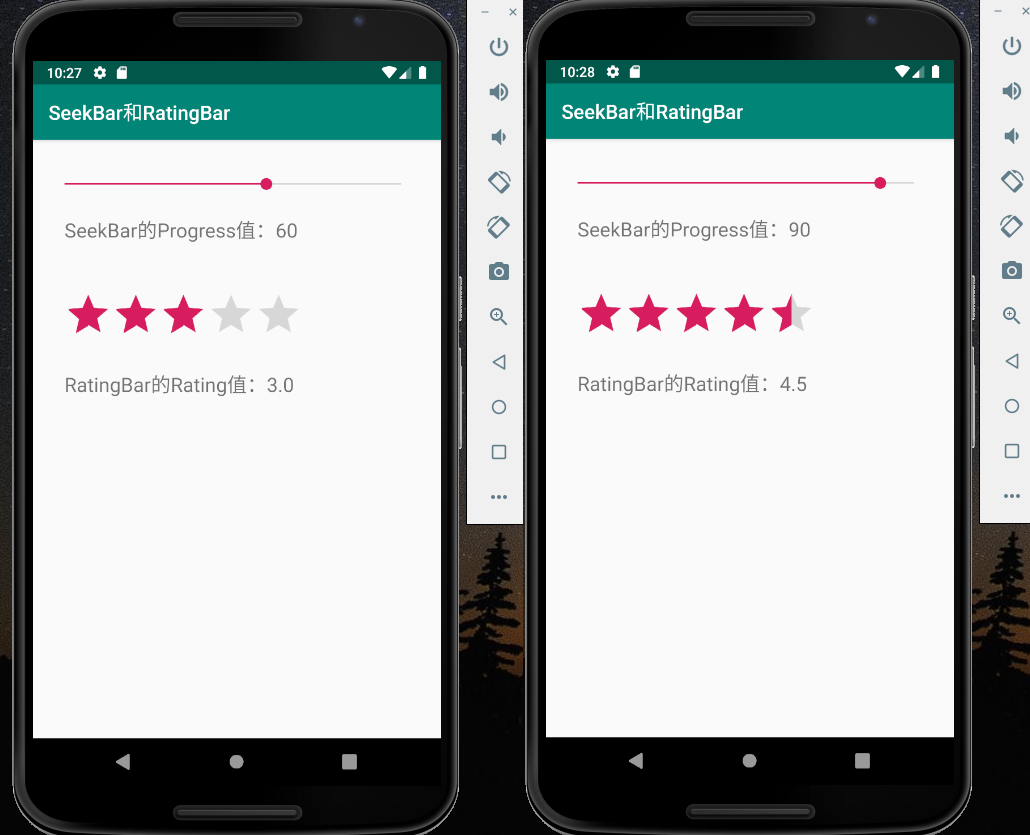 10:27
SeekBar和RatingBar
SeekBar的Progress值：60
RatingBar的Rating值：3.0
10:28
SeekBar和RatingBar
SeekBar的Progress值：90
RatingBar的Rating值：4.5